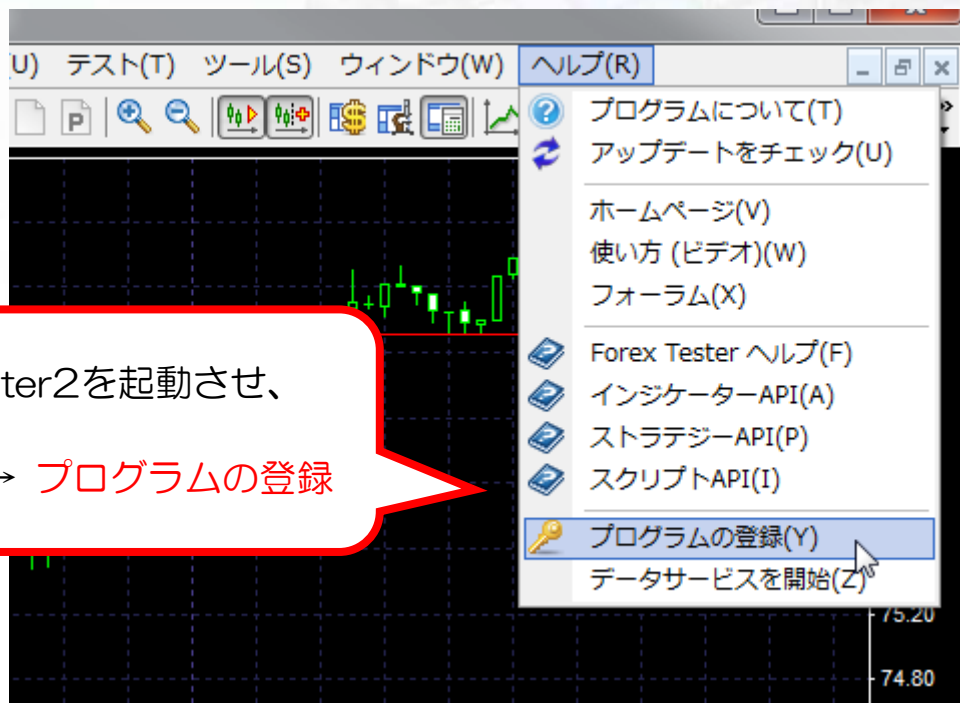 U) テスト(T) ツール(S) ウィンドウ(W) ヘルプ(R)
プログラムについて(T)
アップデートをチェック(U)
ホームページ(V)
使い方 (ビデオ)(W)
フォーラム(X)
Forex Tester ヘルプ(F)
インジケーターAPI(A)
ストラテジーAPI(P)
スクリプトAPI(I)
プログラムの登録(Y)
データサービスを開始(Z)
ter2を起動させ、
→ プログラムの登録
75.20
74.80